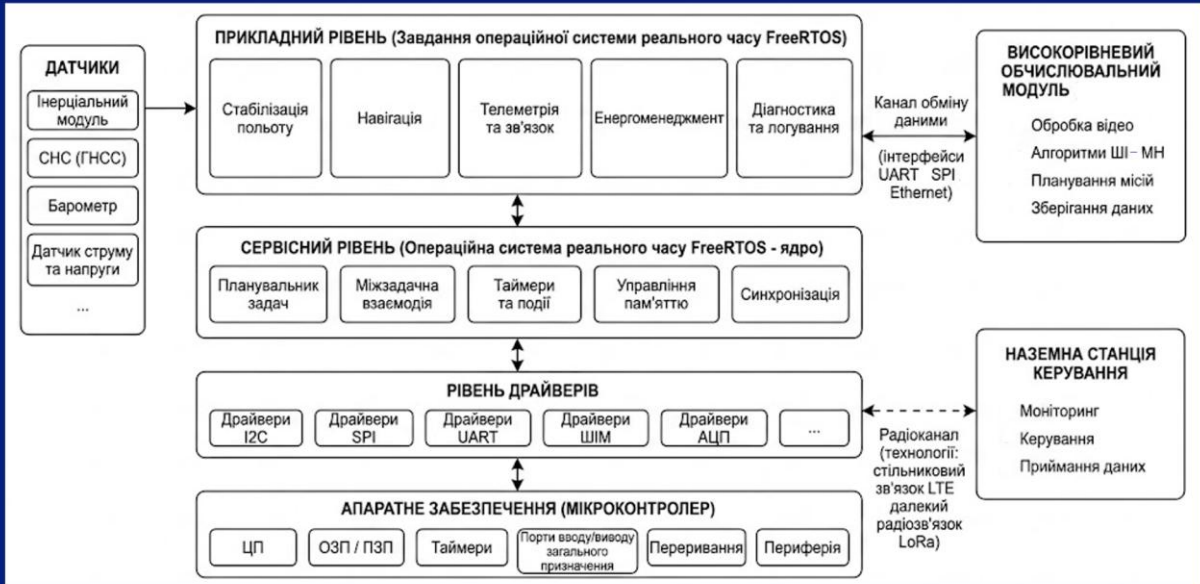 ДАТЧИКИ
Інерціальний
модуль
СНС (ГНСС)
Барометр
Датчик струму
та напруги
...
ПРИКЛАДНИЙ РІВЕНЬ (Завдання операційної системи реального часу FreeRTOS)
Стабілізація
польоту
Навігація
Телеметрія
та зв'язок
Енергоменеджмент
Діагностика
та логування
СЕРВІСНИЙ РІВЕНЬ (Операційна система реального часу FreeRTOS - ядро)
Планувальник
задач
Міжзадачна
взаємодія
Таймери
та події
Управління
пам'яттю
Синхронізація
РІВЕНЬ ДРАЙВЕРІВ
Драйвери
I2C
Драйвери
SPI
Драйвери
UART
Драйвери
ШІМ
Драйвери
АЦП
...
АПАРАТНЕ ЗАБЕЗПЕЧЕННЯ (МІКРОКОНТРОЛЕР)
ЦП
ОЗП / ПЗП
Таймери
Порти вводу/виводу
загального
призначення
Переривання
Периферія
Канал обміну
даними
(інтерфейси
UART SPI
Ethernet)
ВИСОКОРІВНЕВИЙ
ОБЧИСЛЮВАЛЬНИЙ
МОДУЛЬ
Обробка відео
Алгоритми ШІ– МН
Планування місій
Зберігання даних
Радіоканал
(технології:
стільниковий
зв'язок LTE
далекий
радіозв'язок
LoRa)
НАЗЕМНА СТАНЦІЯ
КЕРУВАННЯ
Моніторинг
Керування
Приймання даних